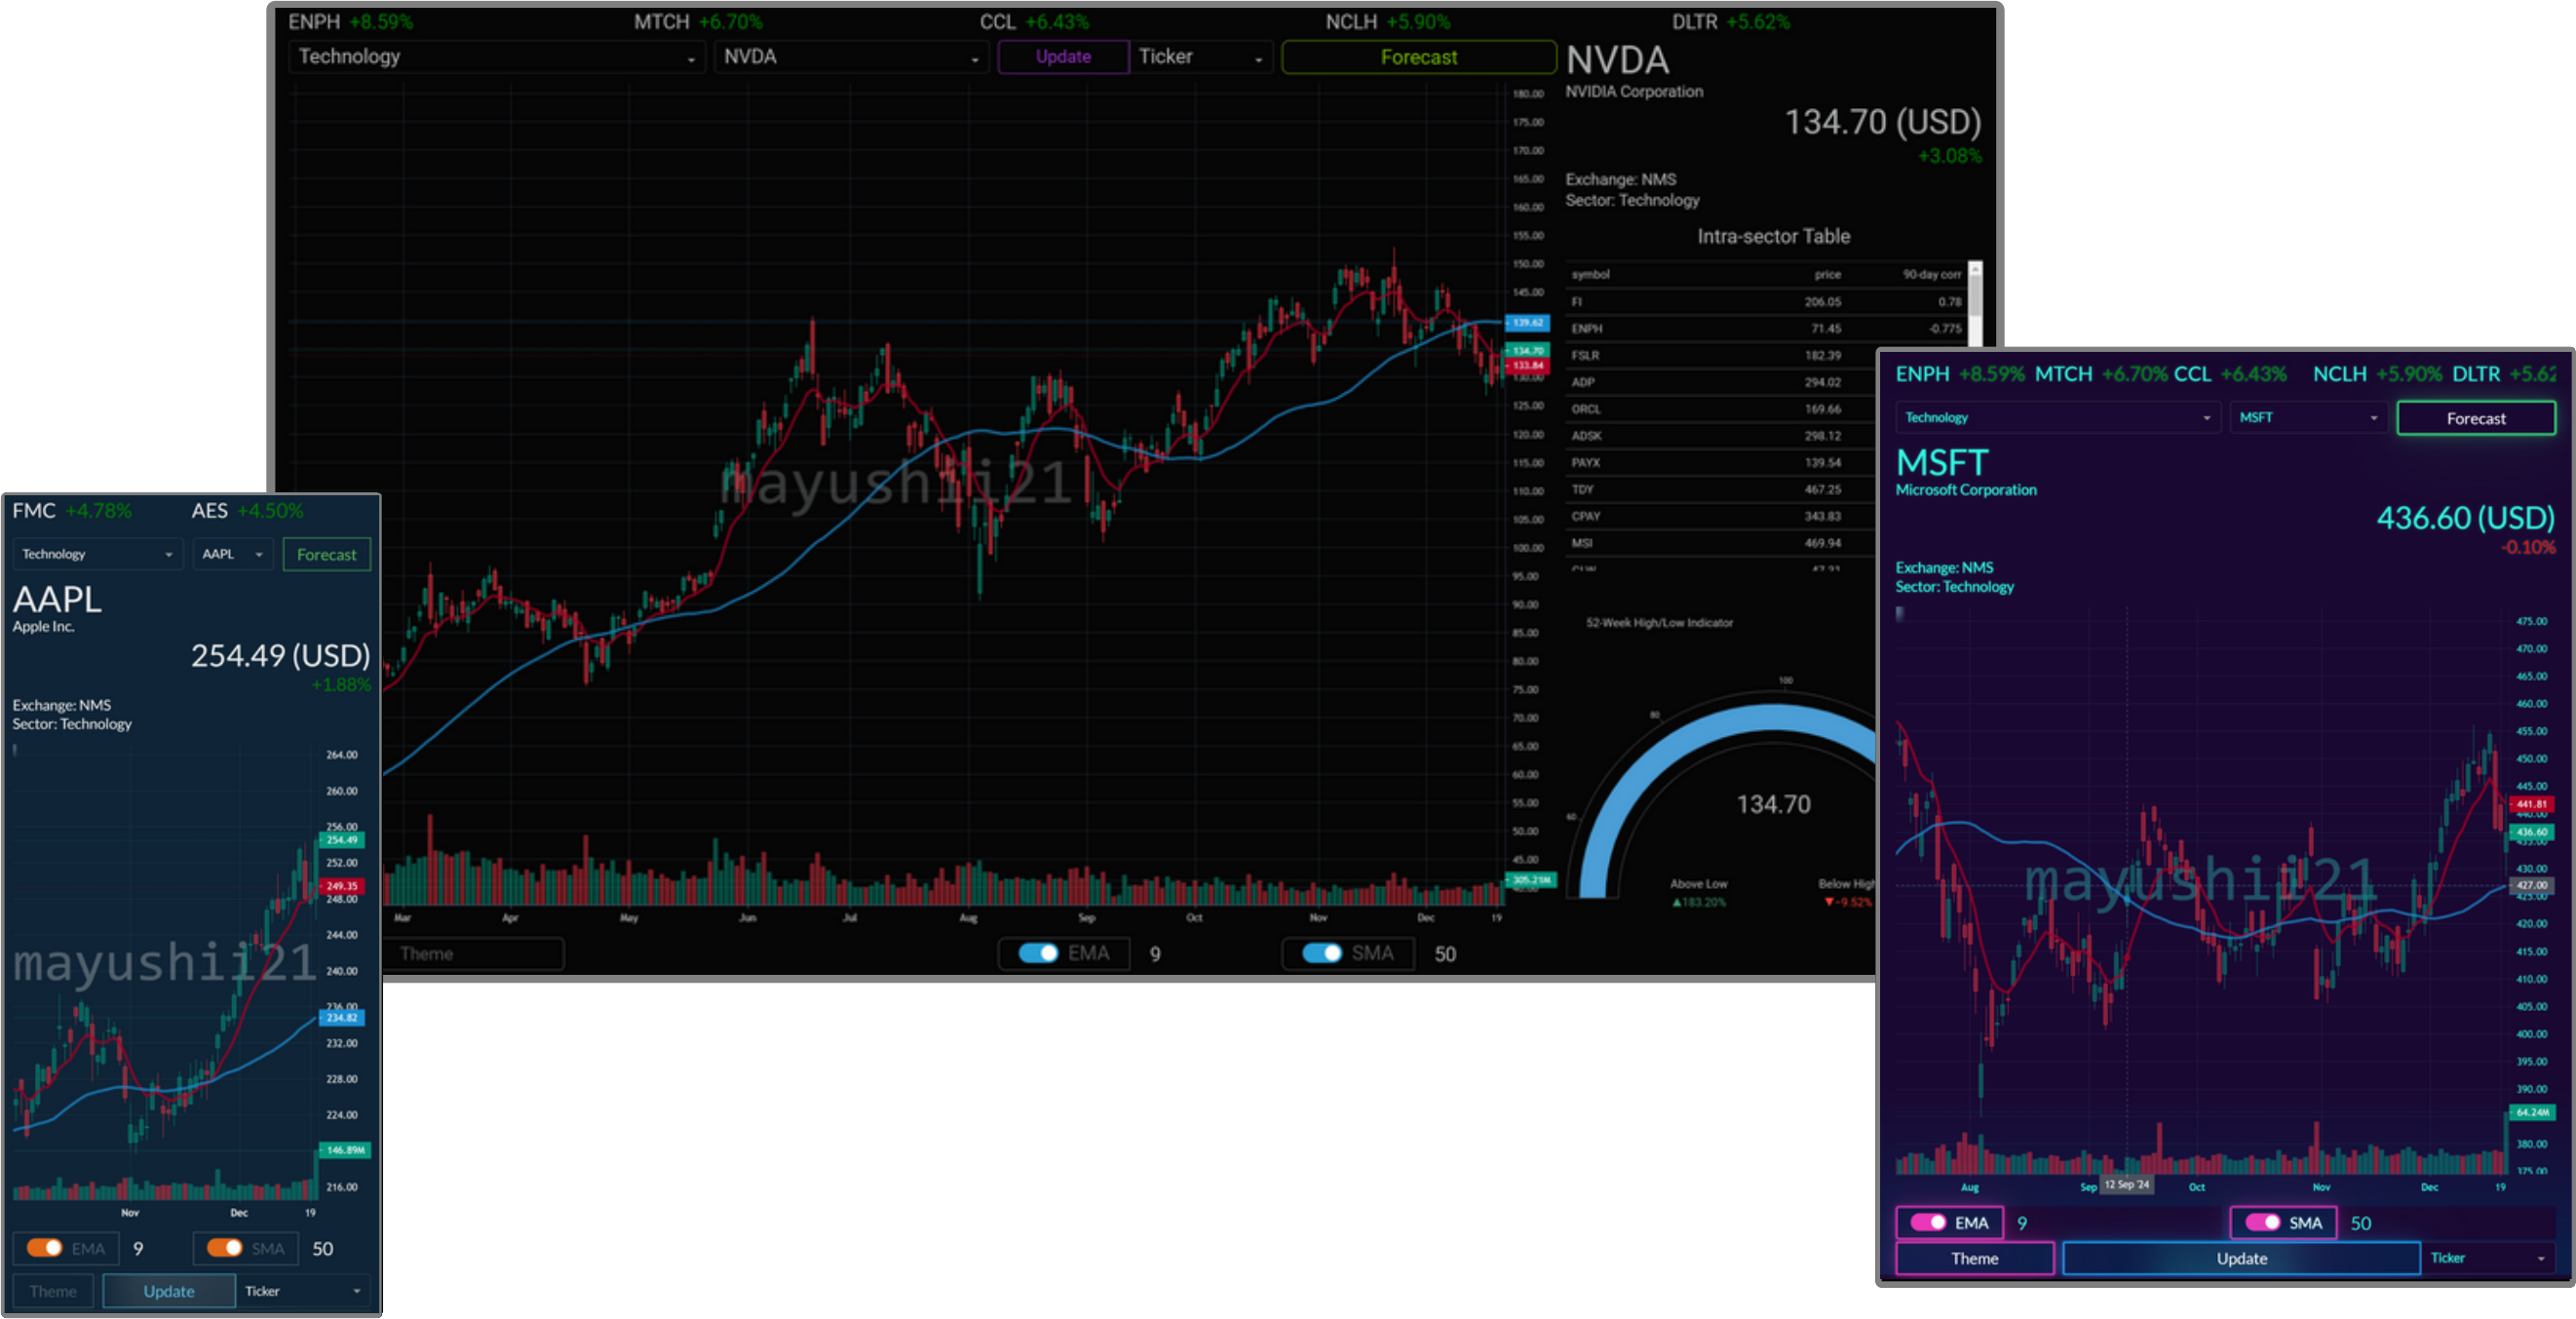 ENPH +8.59% MTCH +6.70% CCL +6.43% NCLH +5.90% DLTR +5.62%
Technology NVDA Update Ticker Forecast
NVDA
NVIDIA Corporation
134.70 (USD)
+3.08%
Exchange: NMS
Sector: Technology
Intra-sector Table
symbol price 90-day corr
FI 206.05 0.78
ENPH 71.45 -0.775
FSLR 182.39
ADP 294.02
ORCL 169.66
ADSK 298.12
PAYX 139.54
TDY 467.25
CPAY 343.83
MSI 469.94
52-Week High/Low Indicator
60
80
100
134.70
Above Low Below High
▲183.20% ▼-9.52%
180.00
175.00
170.00
165.00
160.00
155.00
150.00
145.00
139.62
134.70
133.84
130.00
125.00
120.00
115.00
110.00
105.00
100.00
95.00
90.00
85.00
80.00
75.00
70.00
65.00
60.00
55.00
50.00
45.00
305.21M
mayushii21
Mar Apr May Jun Jul Aug Sep Oct Nov Dec 19
Theme EMA 9 SMA 50
FMC +4.78% AES +4.50%
Technology AAPL Forecast
AAPL
Apple Inc.
254.49 (USD)
+1.88%
Exchange: NMS
Sector: Technology
264.00
260.00
256.00
254.49
252.00
249.35
248.00
244.00
240.00
236.00
234.82
232.00
228.00
224.00
146.89M
216.00
mayushii21
Nov Dec 19
EMA 9 SMA 50
Theme Update Ticker
ENPH +8.59% MTCH +6.70% CCL +6.43% NCLH +5.90% DLTR +5.62
Technology MSFT Forecast
MSFT
Microsoft Corporation
436.60 (USD)
-0.10%
Exchange: NMS
Sector: Technology
475.00
470.00
465.00
460.00
455.00
450.00
445.00
441.81
440.00
436.60
435.00
430.00
427.00
425.00
420.00
415.00
410.00
405.00
400.00
395.00
390.00
64.24M
380.00
375.00
mayushii21
Aug Sep 12 Sep '24 Oct Nov Dec 19
EMA 9 SMA 50
Theme Update Ticker